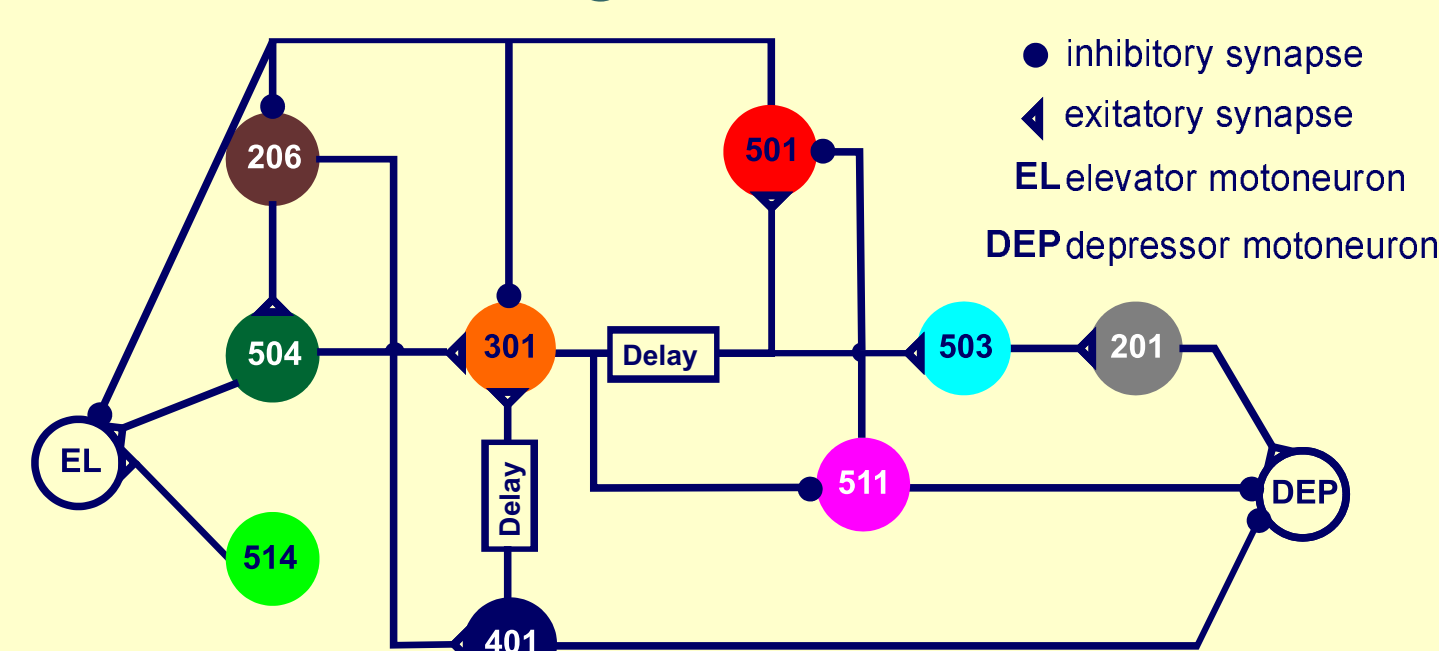 inhibitory synapse
exitatory synapse
EL elevator motoneuron
DEP depressor motoneuron
206
501
504
301
Delay
503
201
EL
511
DEP
Delay
514
401